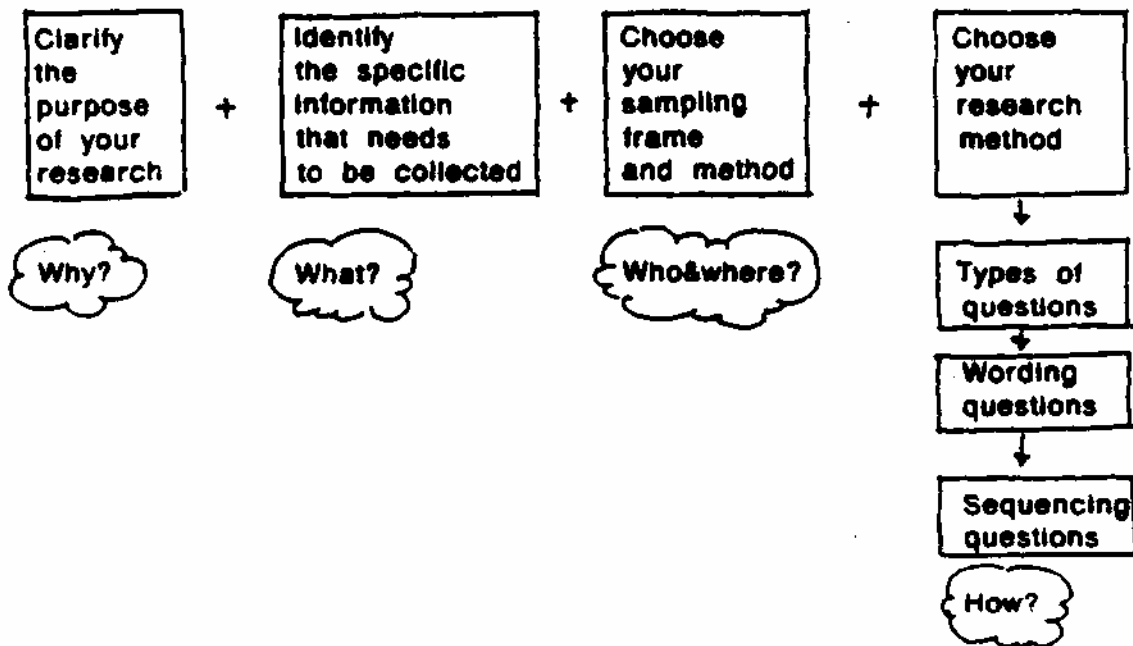 Clarify
the
purpose
of your
research
+
Identify
the specific
information
that needs
to be collected
+
Choose
your
sampling
frame
and method
+
Choose
your
research
method
Why?
What?
Who&where?
Types of
questions
Wording
questions
Sequencing
questions
How?